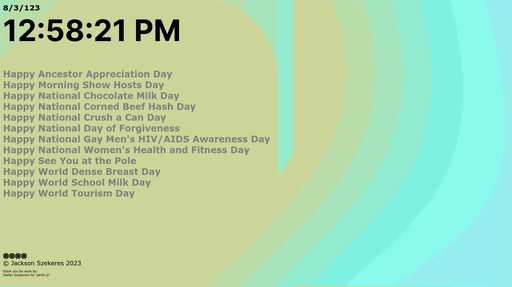 8/3/123
12:58:21 PM
Happy Ancestor Appreciation Day
Happy Morning Show Hosts Day
Happy National Chocolate Milk Day
Happy National Corned Beef Hash Day
Happy National Crush a Can Day
Happy National Day of Forgiveness
Happy National Gay Men's HIV/AIDS Awareness Day
Happy National Women's Health and Fitness Day
Happy See You at the Pole
Happy World Dense Breast Day
Happy World School Milk Day
Happy World Tourism Day
© Jackson Szekeres 2023
thank you for work by